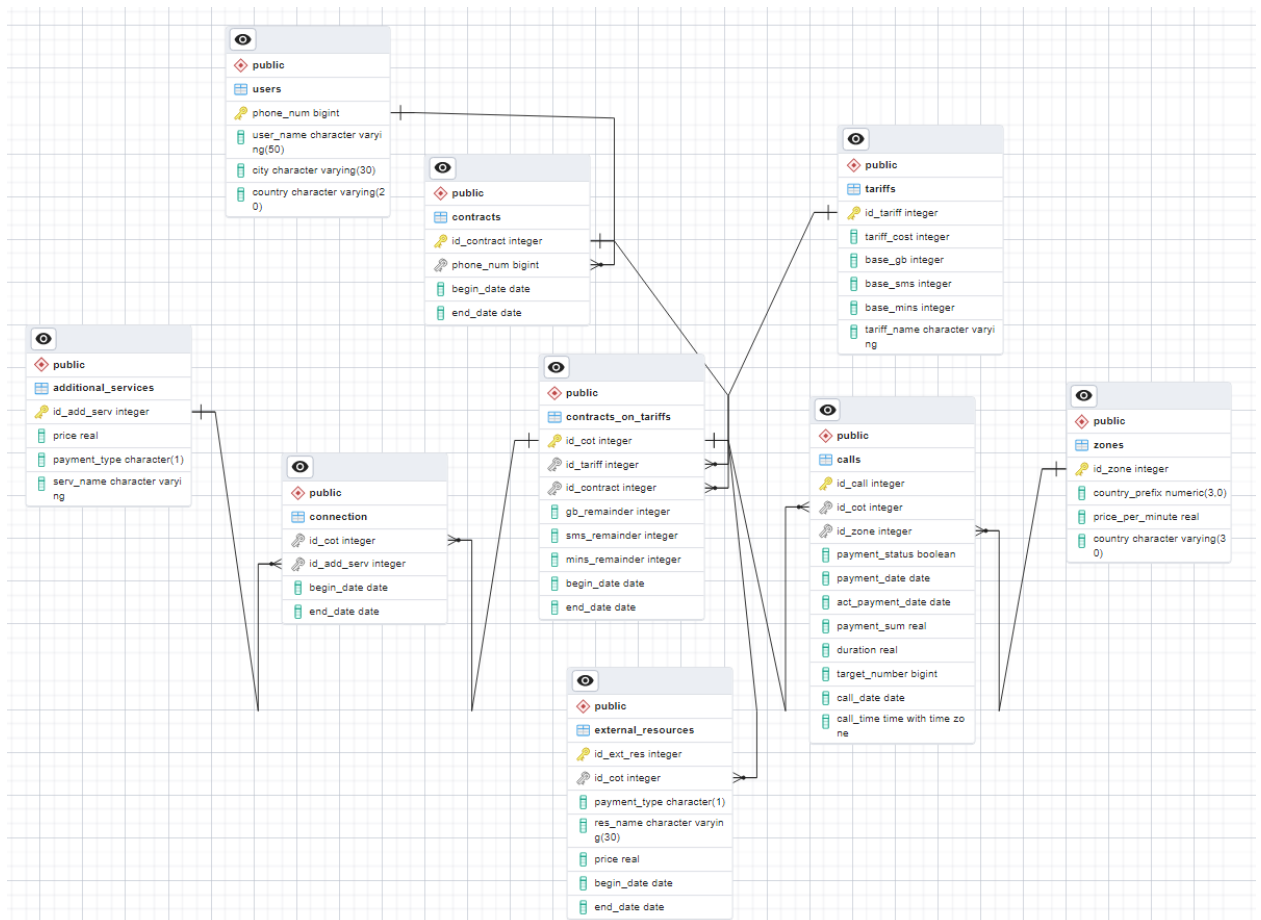 public
users
phone_num bigint
user_name character varyi
ng(50)
city character varying(30)
country character varying(2
0)
public
contracts
id_contract integer
phone_num bigint
begin_date date
end_date date
public
tariffs
id_tariff integer
tariff_cost integer
base_gb integer
base_sms integer
base_mins integer
tariff_name character varyi
ng
public
additional_services
id_add_serv integer
price real
payment_type character(1)
serv_name character varyi
ng
public
connection
id_cot integer
id_add_serv integer
begin_date date
end_date date
public
contracts_on_tariffs
id_cot integer
id_tariff integer
id_contract integer
gb_remainder integer
sms_remainder integer
mins_remainder integer
begin_date date
end_date date
public
calls
id_call integer
id_cot integer
id_zone integer
payment_status boolean
payment_date date
act_payment_date date
payment_sum real
duration real
target_number bigint
call_date date
call_time time with time zo
ne
public
zones
id_zone integer
country_prefix numeric(3,0)
price_per_minute real
country character varying(3
0)
public
external_resources
id_ext_res integer
id_cot integer
payment_type character(1)
res_name character varyin
g(30)
price real
begin_date date
end_date date